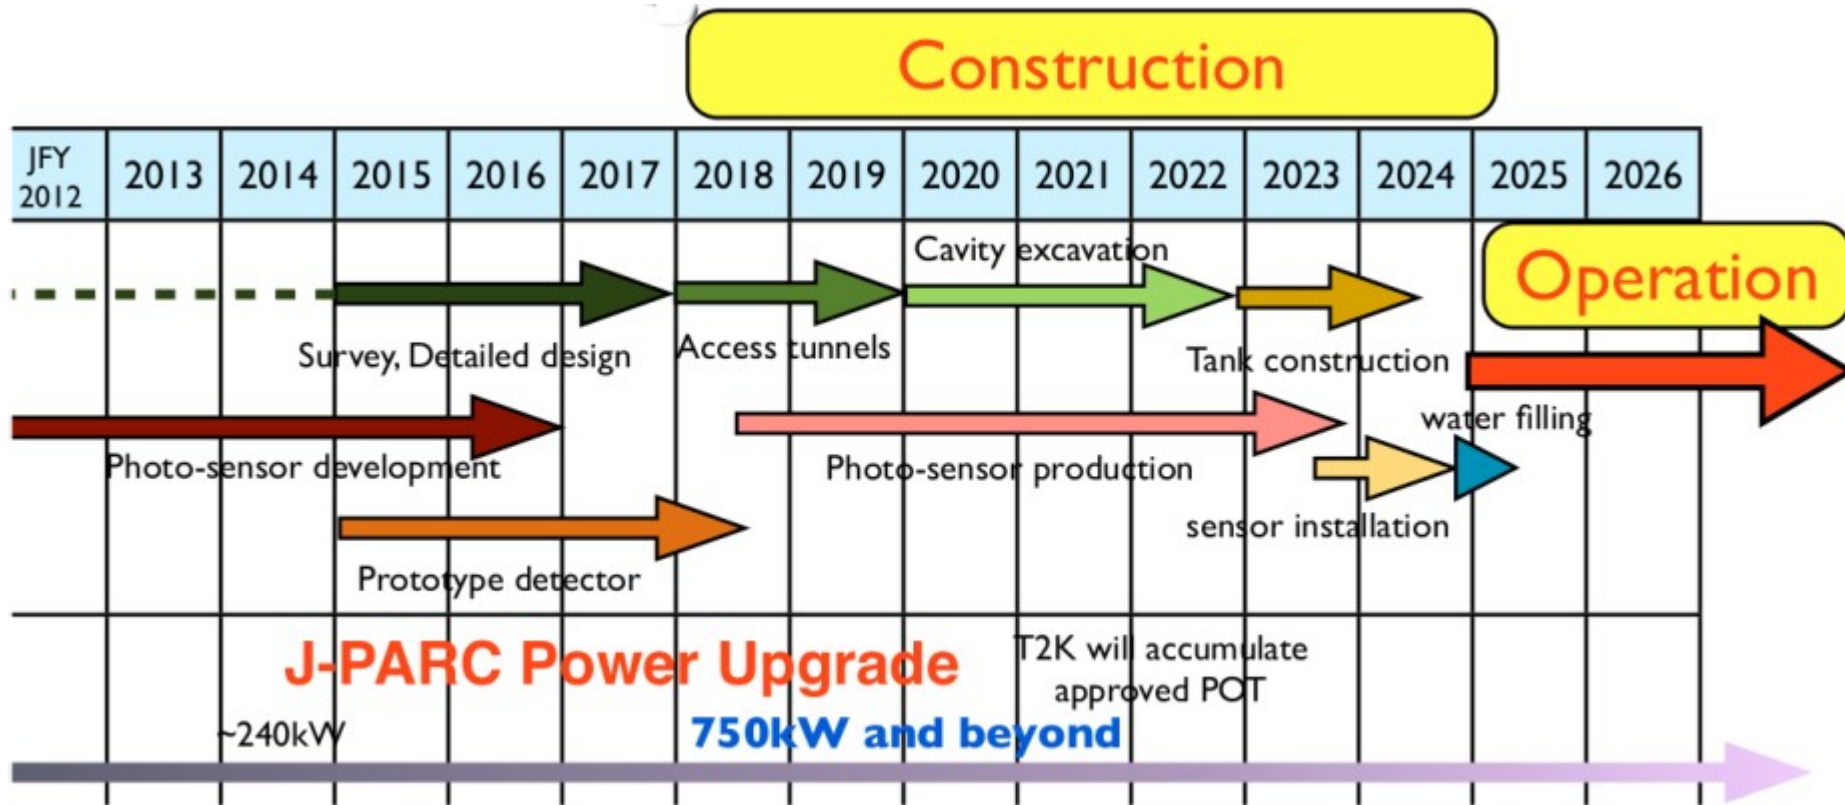 Construction
JFY
2012
2013
2014
2015
2016
2017
2018
2019
2020
2021
2022
2023
2024
2025
2026
Cavity excavation
Operation
Survey, Detailed design
Access tunnels
Tank construction
water filling
Photo-sensor development
Photo-sensor production
sensor installation
Prototype detector
J-PARC Power Upgrade
T2K will accumulate
approved POT
~240kW
750kW and beyond